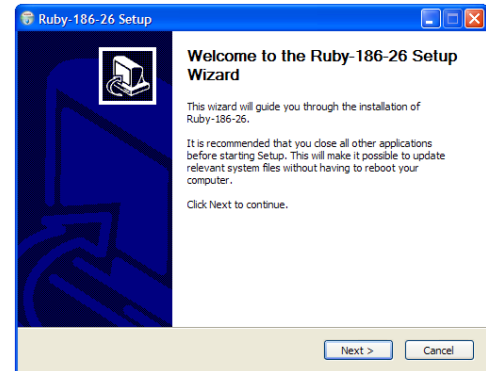 Ruby-186-26 Setup
Welcome to the Ruby-186-26 Setup
Wizard
This wizard will guide you through the installation of
Ruby-186-26.
It is recommended that you close all other applications
before starting Setup. This will make it possible to update
relevant system files without having to reboot your
computer.
Click Next to continue.
Next >
Cancel